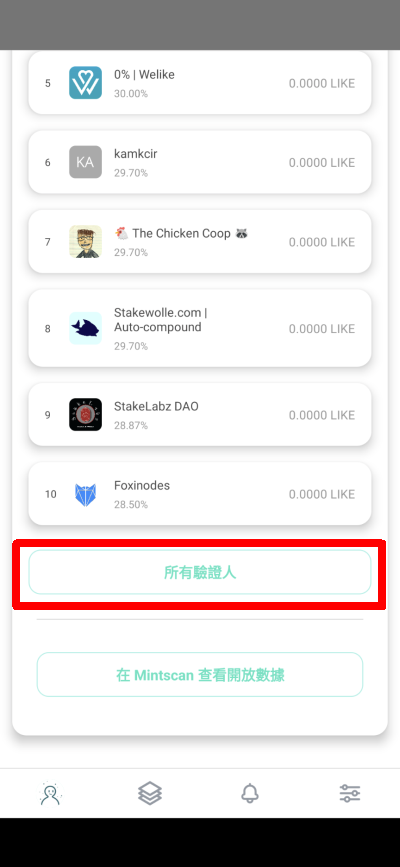 5
0% | Welike
30.00%
0.0000 LIKE
6
KA
kamkcir
29.70%
0.0000 LIKE
7
🐔 The Chicken Coop 🦝
29.70%
0.0000 LIKE
8
Stakewolle.com |
Auto-compound
29.70%
0.0000 LIKE
9
StakeLabz DAO
28.87%
0.0000 LIKE
10
Foxinodes
28.50%
0.0000 LIKE
所有驗證人
在 Mintscan 查看開放數據